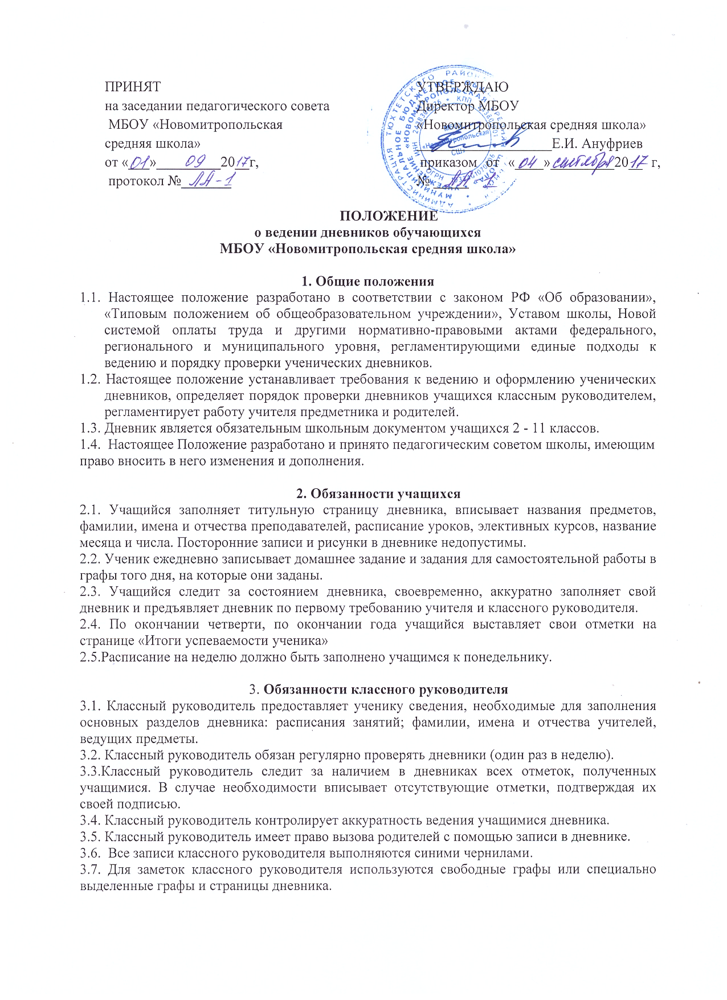 ПРИНЯТ
на заседании педагогического совета
МБОУ «Новомитропольская
средняя школа»
от «01» 09 2017г,
протокол № ЛА-1
УТВЕРЖДАЮ
Директор МБОУ
«Новомитропольская средняя школа»
Е.И. Ануфриев
приказом от «04» сентября 2017 г,
№
ПОЛОЖЕНИЕ
о ведении дневников обучающихся
МБОУ «Новомитропольская средняя школа»
1. Общие положения
1.1. Настоящее положение разработано в соответствии с законом РФ «Об образовании»,
«Типовым положением об общеобразовательном учреждении», Уставом школы, Новой
системой оплаты труда и другими нормативно-правовыми актами федерального,
регионального и муниципального уровня, регламентирующими единые подходы к
ведению и порядку проверки ученических дневников.
1.2. Настоящее положение устанавливает требования к ведению и оформлению ученических
дневников, определяет порядок проверки дневников учащихся классным руководителем,
регламентирует работу учителя предметника и родителей.
1.3. Дневник является обязательным школьным документом учащихся 2 - 11 классов.
1.4. Настоящее Положение разработано и принято педагогическим советом школы, имеющим
право вносить в него изменения и дополнения.
2. Обязанности учащихся
2.1. Учащийся заполняет титульную страницу дневника, вписывает названия предметов,
фамилии, имена и отчества преподавателей, расписание уроков, элективных курсов, название
месяца и числа. Посторонние записи и рисунки в дневнике недопустимы.
2.2. Ученик ежедневно записывает домашнее задание и задания для самостоятельной работы в
графы того дня, на которые они заданы.
2.3. Учащийся следит за состоянием дневника, своевременно, аккуратно заполняет свой
дневник и предъявляет дневник по первому требованию учителя и классного руководителя.
2.4. По окончании четверти, по окончании года учащийся выставляет свои отметки на
странице «Итоги успеваемости ученика»
2.5.Расписание на неделю должно быть заполнено учащимся к понедельнику.
3. Обязанности классного руководителя
3.1. Классный руководитель предоставляет ученику сведения, необходимые для заполнения
основных разделов дневника: расписания занятий; фамилии, имена и отчества учителей,
ведущих предметы.
3.2. Классный руководитель обязан регулярно проверять дневники (один раз в неделю).
3.3.Классный руководитель следит за наличием в дневниках всех отметок, полученных
учащимися. В случае необходимости вписывает отсутствующие отметки, подтверждая их
своей подписью.
3.4. Классный руководитель контролирует аккуратность ведения учащимися дневника.
3.5. Классный руководитель имеет право вызова родителей с помощью записи в дневнике.
3.6. Все записи классного руководителя выполняются синими чернилами.
3.7. Для заметок классного руководителя используются свободные графы или специально
выделенные графы и страницы дневника.